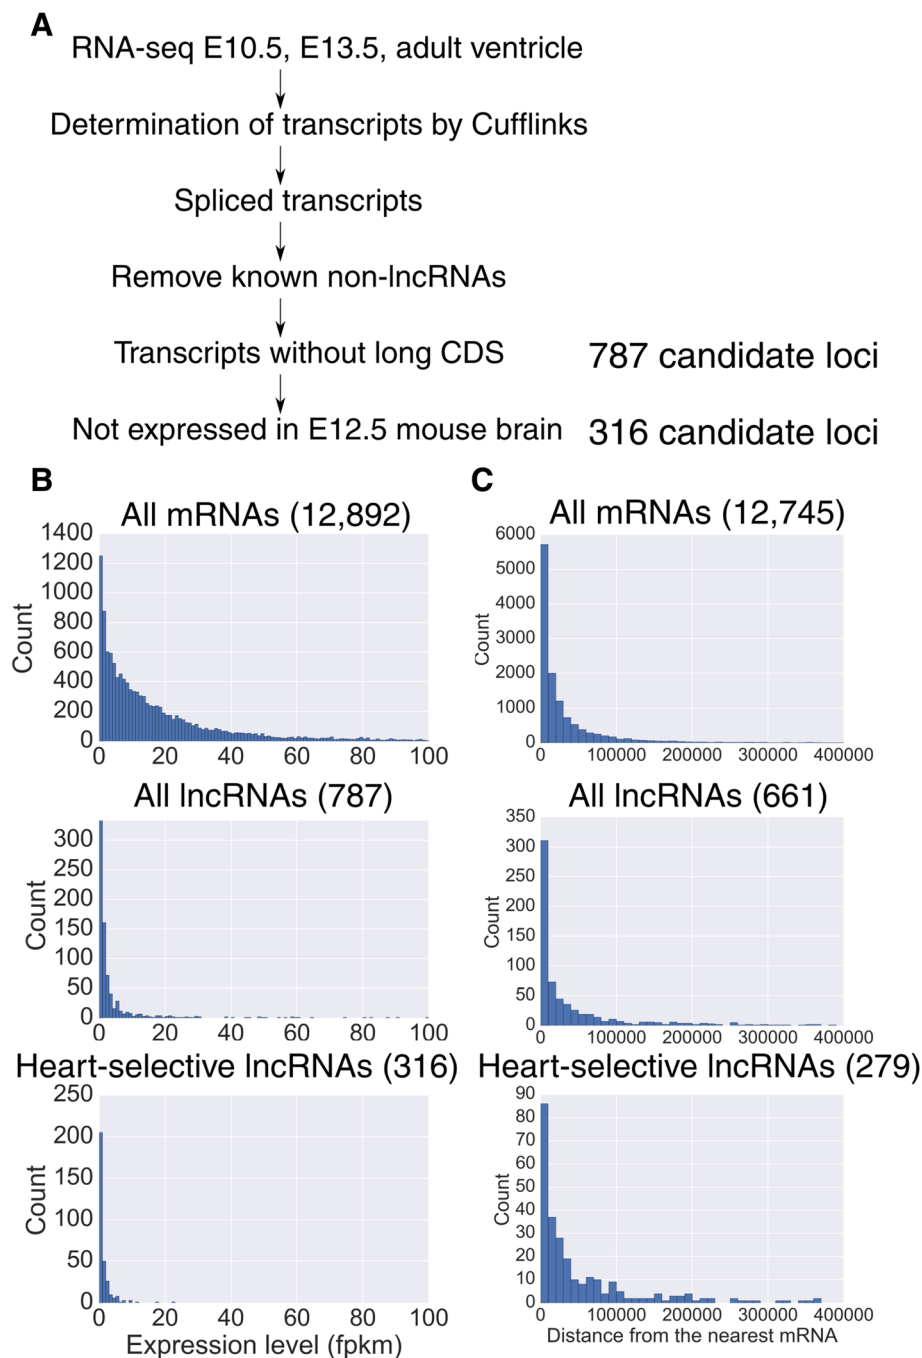 A
RNA-seq E10.5, E13.5, adult ventricle
Determination of transcripts by Cufflinks
Spliced transcripts
Remove known non-lncRNAs
Transcripts without long CDS 787 candidate loci
Not expressed in E12.5 mouse brain 316 candidate loci
B
All mRNAs (12,892)
1400
1200
1000
800
600
400
200
0
Count
0 20 40 60 80 100
All lncRNAs (787)
300
250
200
150
100
50
0
Count
0 20 40 60 80 100
Heart-selective lncRNAs (316)
250
200
150
100
50
0
Count
0 20 40 60 80 100
Expression level (fpkm)
C
All mRNAs (12,745)
6000
5000
4000
3000
2000
1000
0
Count
0 100000 200000 300000 400000
All lncRNAs (661)
350
300
250
200
150
100
50
0
Count
0 100000 200000 300000 400000
Heart-selective lncRNAs (279)
90
80
70
60
50
40
30
20
10
0
Count
0 100000 200000 300000 400000
Distance from the nearest mRNA